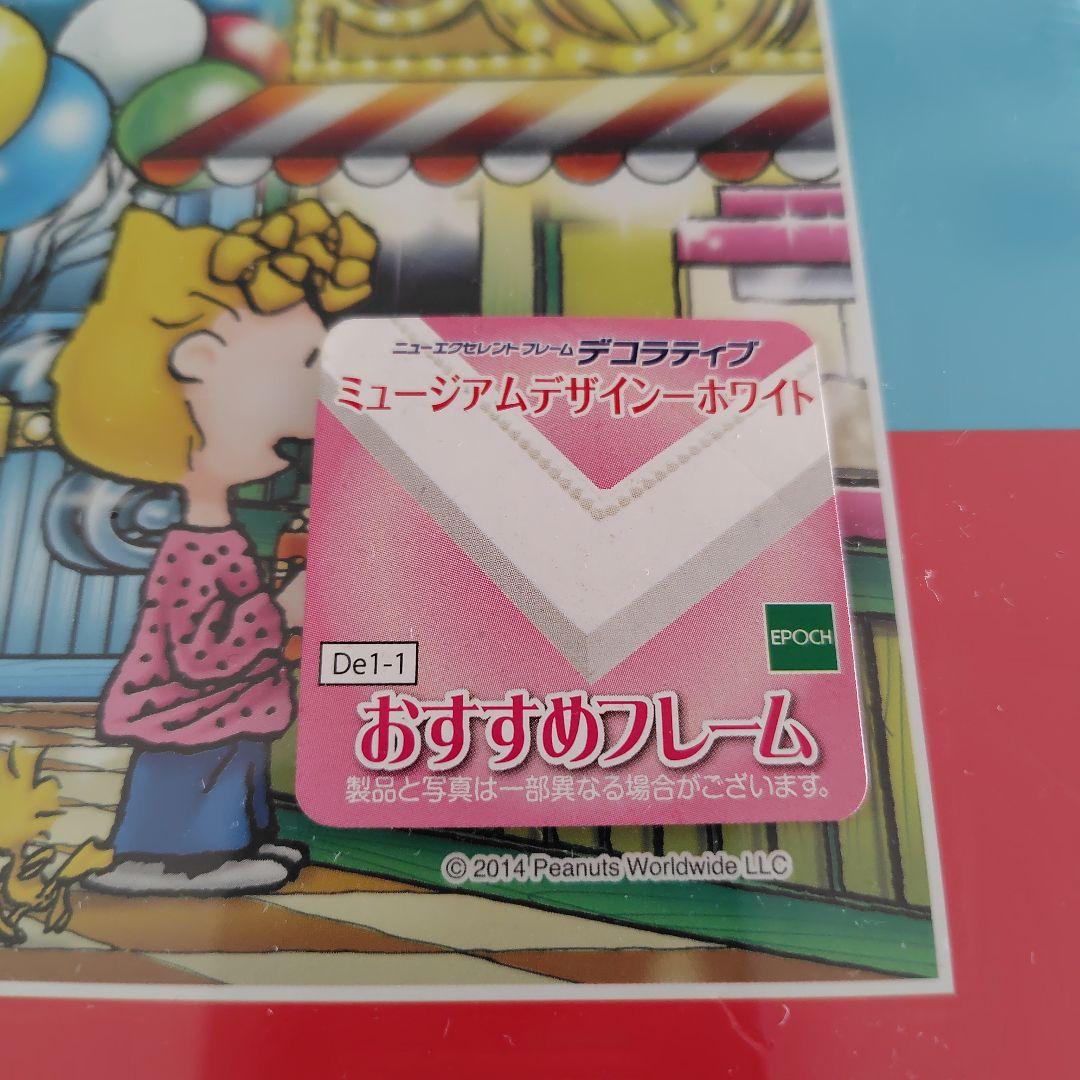 ニューエクセレントフレーム デコラティブ
ミュージアムデザインーホワイト
EPOCH
De1-1
おすすめフレーム
製品と写真は一部異なる場合がございます。
© 2014 Peanuts Worldwide LLC